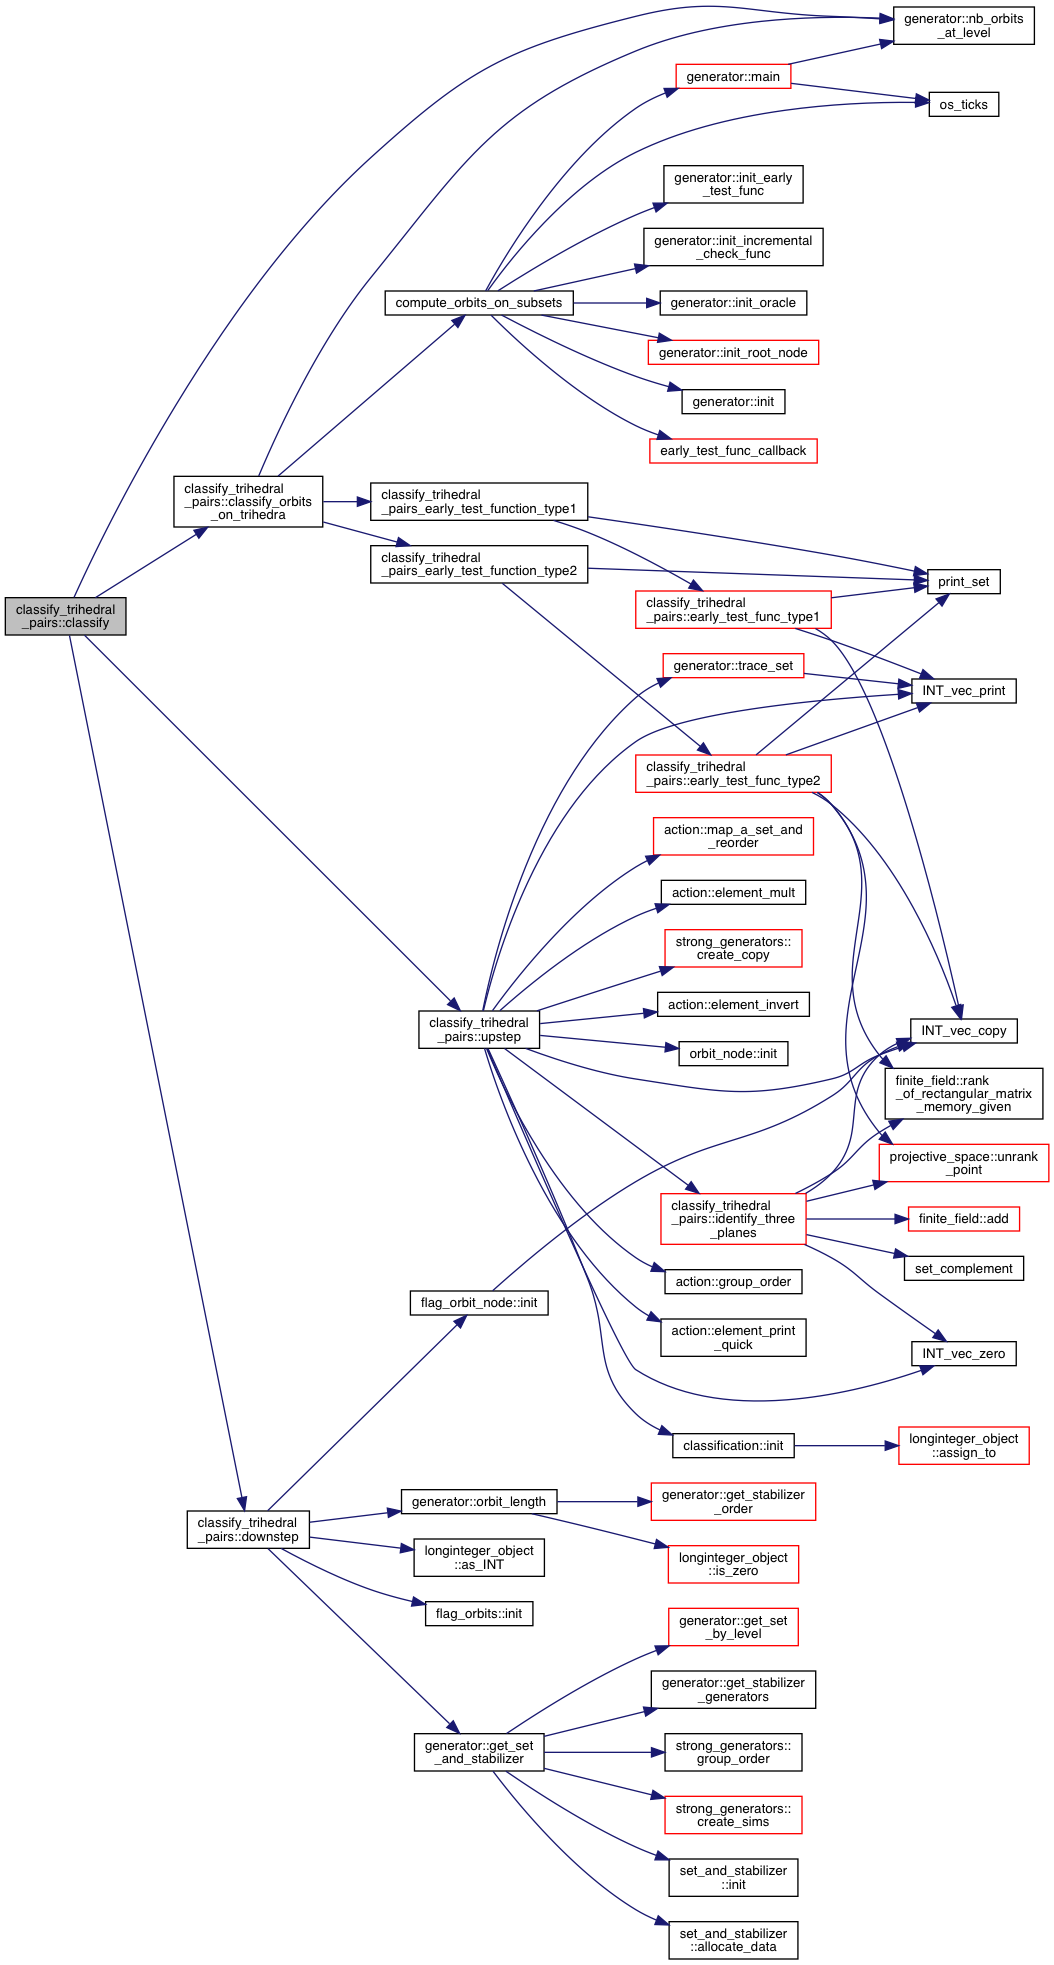 generator::nb_orbits
_at_level
generator::main
os_ticks
generator::init_early
_test_func
generator::init_incremental
_check_func
compute_orbits_on_subsets
generator::init_oracle
generator::init_root_node
generator::init
early_test_func_callback
classify_trihedral
_pairs::classify_orbits
_on_trihedra
classify_trihedral
_pairs_early_test_function_type1
classify_trihedral
_pairs_early_test_function_type2
print_set
classify_trihedral
_pairs::classify
classify_trihedral
_pairs::early_test_func_type1
generator::trace_set
INT_vec_print
classify_trihedral
_pairs::early_test_func_type2
action::map_a_set_and
_reorder
action::element_mult
strong_generators::
create_copy
action::element_invert
classify_trihedral
_pairs::upstep
INT_vec_copy
orbit_node::init
finite_field::rank
_of_rectangular_matrix
_memory_given
projective_space::unrank
_point
classify_trihedral
_pairs::identify_three
_planes
finite_field::add
set_complement
action::group_order
flag_orbit_node::init
action::element_print
_quick
INT_vec_zero
classification::init
longinteger_object
::assign_to
generator::orbit_length
generator::get_stabilizer
_order
classify_trihedral
_pairs::downstep
longinteger_object
::as_INT
longinteger_object
::is_zero
flag_orbits::init
generator::get_set
_by_level
generator::get_stabilizer
_generators
generator::get_set
_and_stabilizer
strong_generators::
group_order
strong_generators::
create_sims
set_and_stabilizer
::init
set_and_stabilizer
::allocate_data